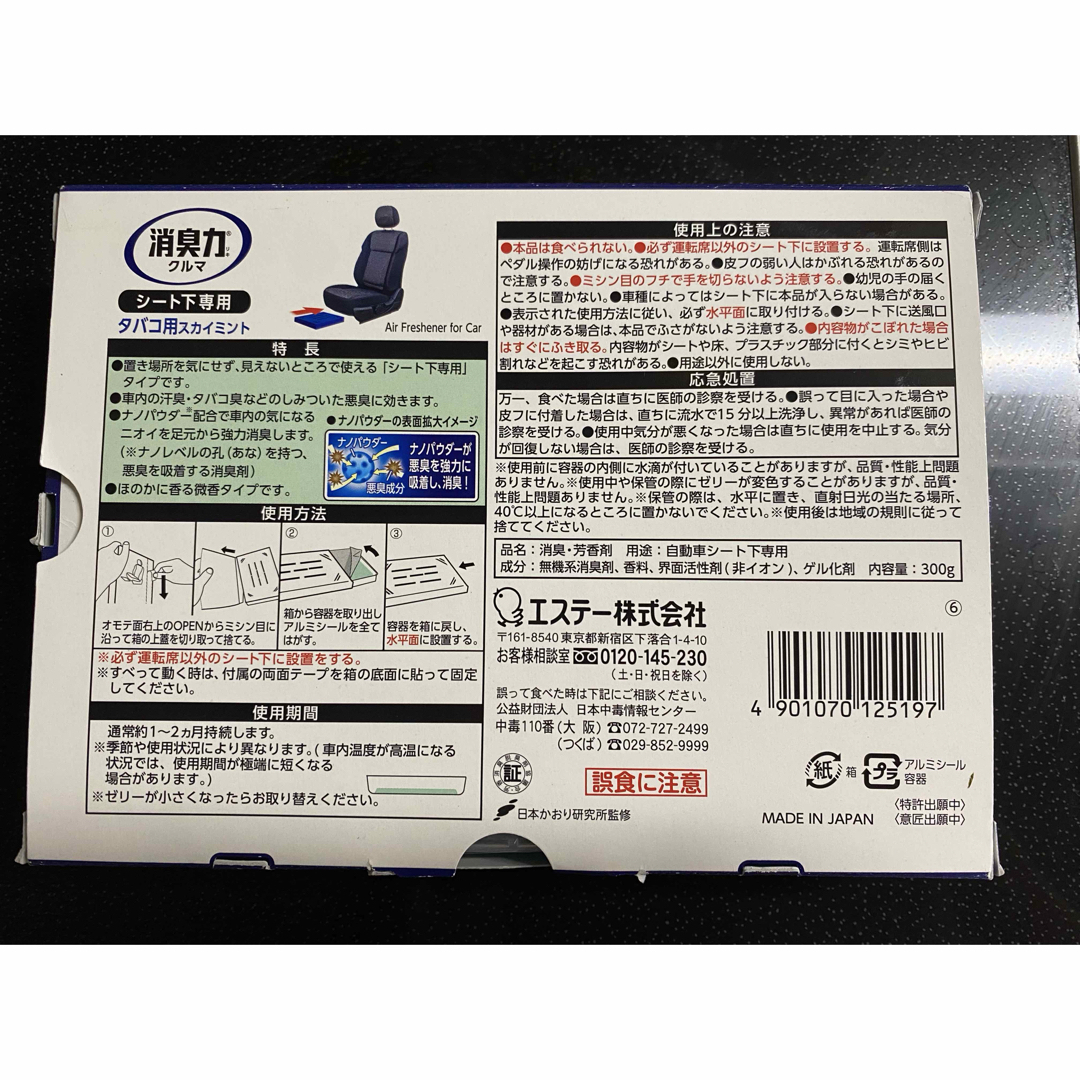 消臭力®
クルマ
シート下専用
タバコ用スカイミント
Air Freshener for Car
特長
●置き場所を気にせず、見えないところで使える「シート下専用」
タイプです。
●車内の汗臭・タバコ臭などのしみついた悪臭に効きます。
●ナノパウダー※配合で車内の気になる
ニオイを足元から強力消臭します。
(※ナノレベルの孔(あな)を持つ、
悪臭を吸着する消臭剤)
●ほのかに香る微香タイプです。
●ナノパウダーの表面拡大イメージ
ナノパウダー
悪臭成分
ナノパウダーが
悪臭を強力に
吸着し、消臭!
使用方法
①
オモテ面右上のOPENからミシン目に
沿って箱の上蓋を切り取って捨てる。
②
箱から容器を取り出し
アルミシールを全て
はがす。
③
容器を箱に戻し、
水平面に設置する。
※必ず運転席以外のシート下に設置をする。
※すべって動く時は、付属の両面テープを箱の底面に貼って固定
してください。
使用期間
通常約1〜2ヵ月持続します。
※季節や使用状況により異なります。(車内温度が高温になる
状況では、使用期間が極端に短くなる
場合があります。)
※ゼリーが小さくなったらお取り替えください。
使用上の注意
●本品は食べられない。●必ず運転席以外のシート下に設置する。運転席側は
ペダル操作の妨げになる恐れがある。●皮フの弱い人はかぶれる恐れがあるの
で注意する。●ミシン目のフチで手を切らないよう注意する。●幼児の手の届く
ところに置かない。●車種によってはシート下に本品が入らない場合がある。
●表示された使用方法に従い、必ず水平面に取り付ける。●シート下に送風口
や器材がある場合は、本品でふさがないよう注意する。●内容物がこぼれた場合
はすぐにふき取る。内容物がシートや床、プラスチック部分に付くとシミやヒビ
割れなどを起こす恐れがある。●用途以外に使用しない。
応急処置
万一、食べた場合は直ちに医師の診察を受ける。●誤って目に入った場合や
皮フに付着した場合は、直ちに流水で15分以上洗浄し、異常があれば医師の
診察を受ける。●使用中気分が悪くなった場合は直ちに使用を中止する。気分
が回復しない場合は、医師の診察を受ける。
※使用前に容器の内側に水滴が付いていることがありますが、品質・性能上問題
ありません。※使用中や保管の際にゼリーが変色することがありますが、品質・
性能上問題ありません。※保管の際は、水平に置き、直射日光の当たる場所、
40℃以上になるところに置かないでください。※使用後は地域の規則に従って
捨ててください。
品名:消臭・芳香剤 用途:自動車シート下専用
成分:無機系消臭剤、香料、界面活性剤(非イオン)、ゲル化剤 内容量:300g
エステー株式会社
⑥
〒161-8540 東京都新宿区下落合1-4-10
お客様相談室 0120-145-230
(土・日・祝日を除く)
誤って食べた時は下記にご相談ください。
公益財団法人 日本中毒情報センター
中毒110番(大 阪)☎072-727-2499
(つくば)☎029-852-9999
4 901070 125197
証
誤食に注意
日本かおり研究所監修
紙 箱
プラ アルミシール
容器
MADE IN JAPAN
〈特許出願中〉
〈意匠出願中〉